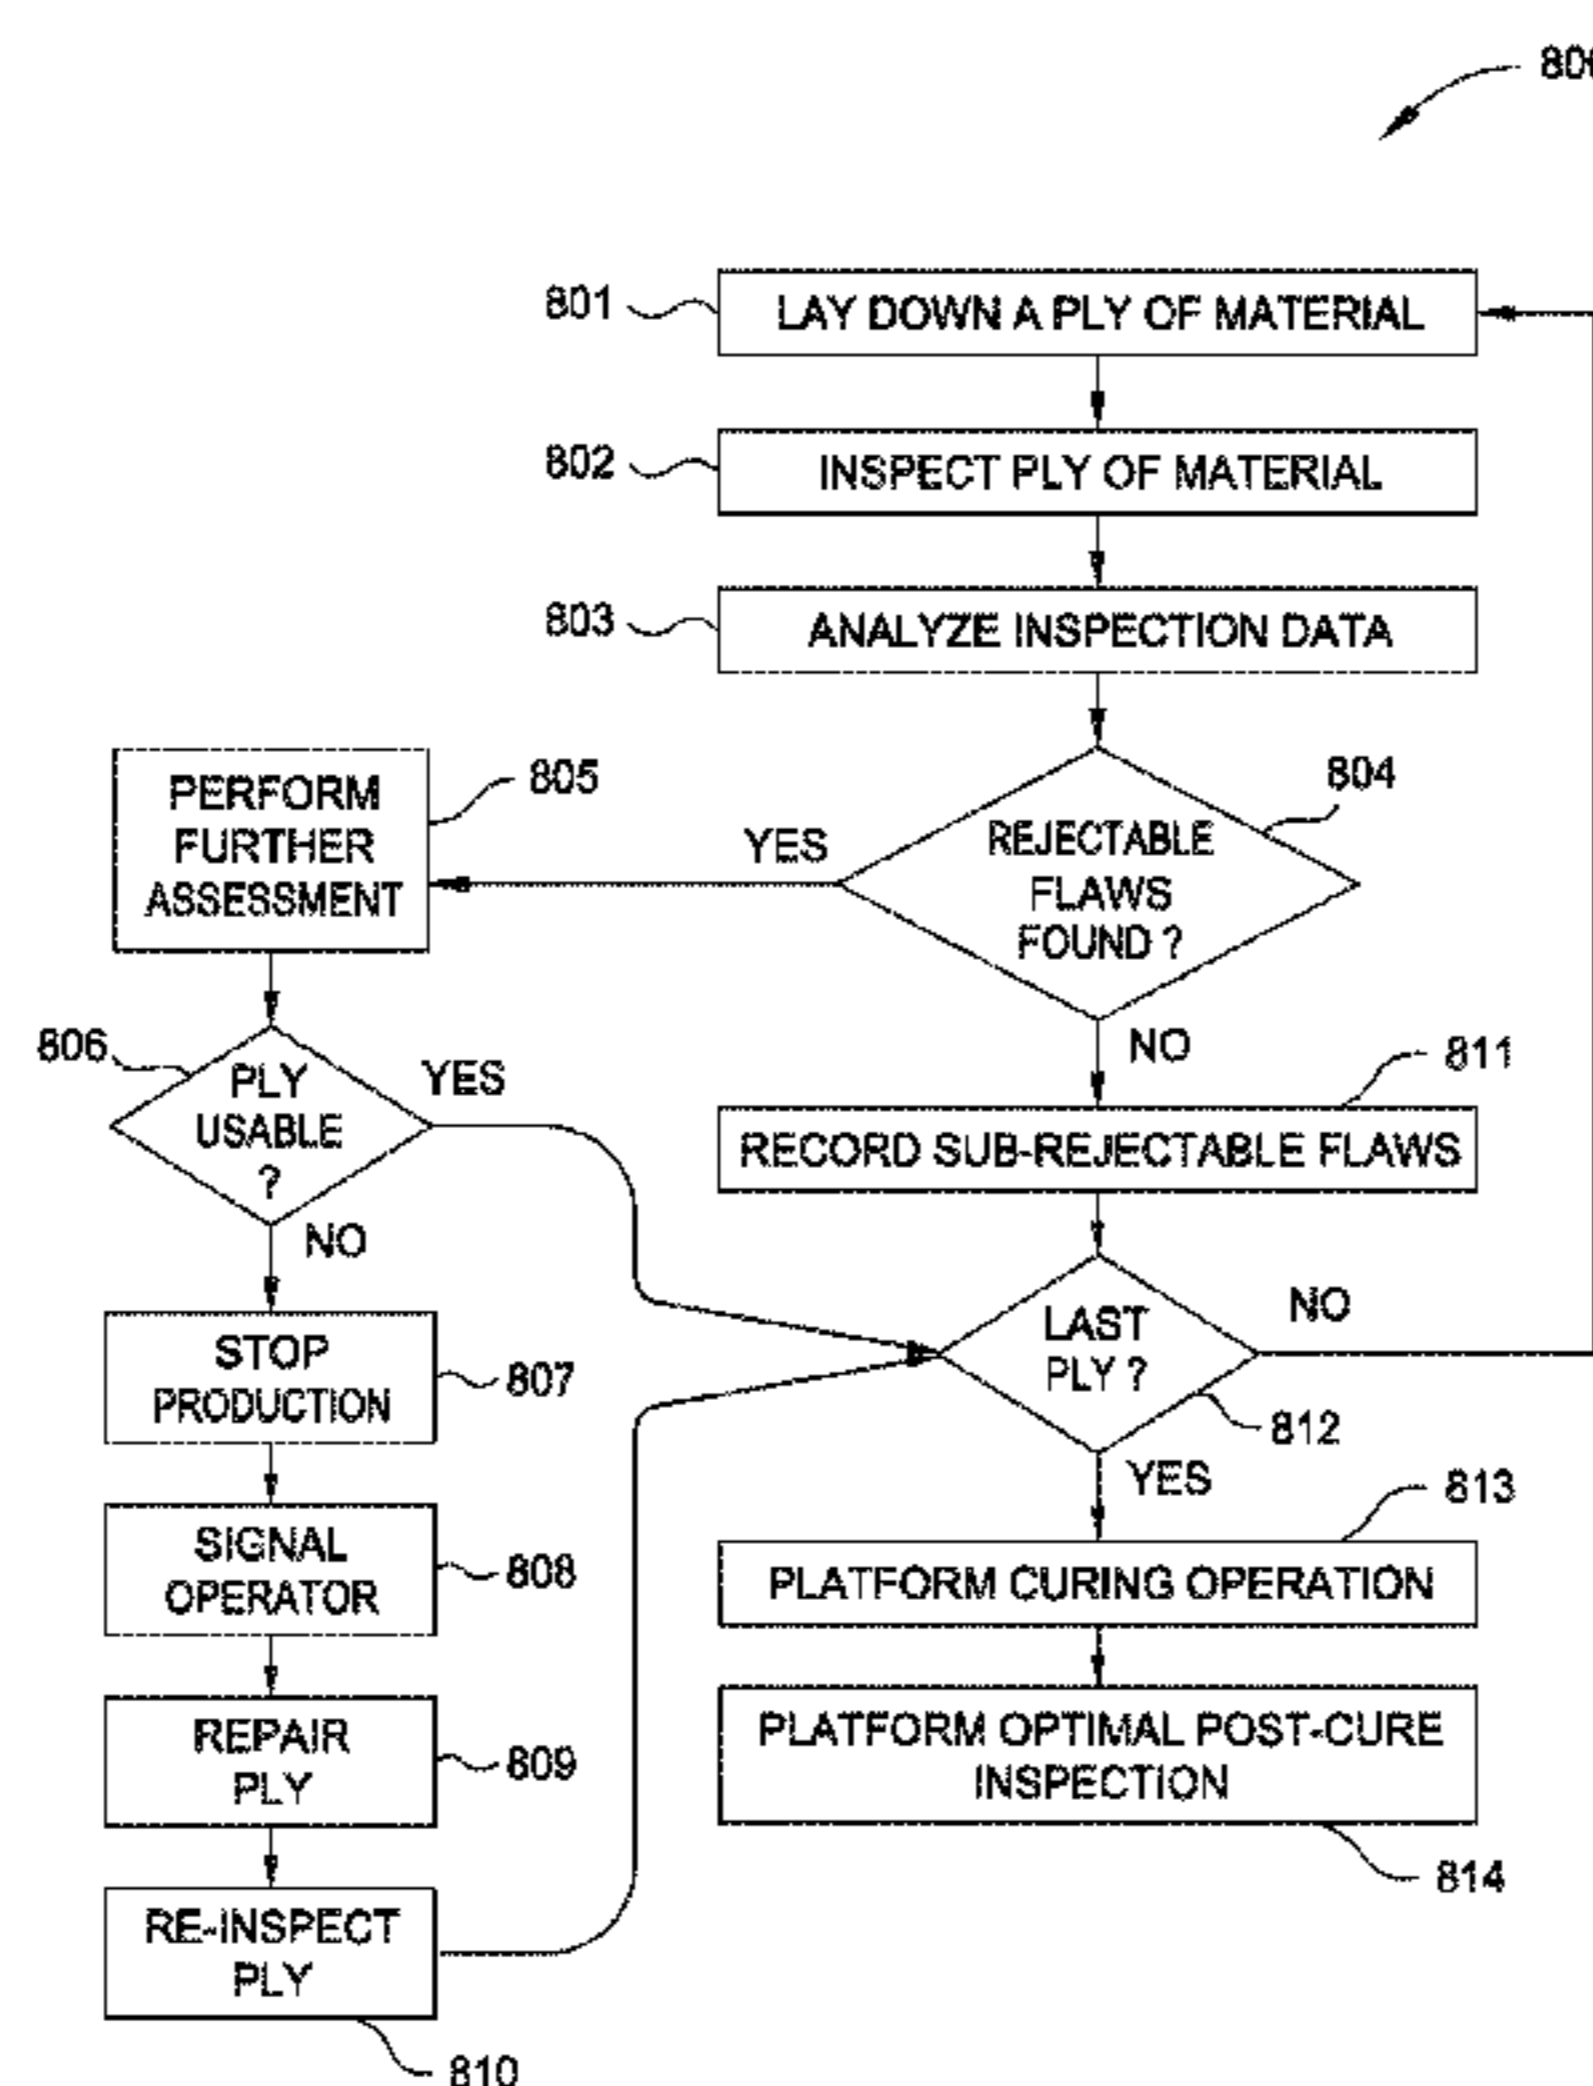 800
801
LAY DOWN A PLY OF MATERIAL
802
INSPECT PLY OF MATERIAL
803
ANALYZE INSPECTION DATA
804
REJECTABLE
FLAWS
FOUND ?
YES
NO
805
PERFORM
FURTHER
ASSESSMENT
806
PLY
USABLE
?
YES
NO
STOP
PRODUCTION
807
SIGNAL
OPERATOR
808
REPAIR
PLY
809
RE-INSPECT
PLY
810
811
RECORD SUB-REJECTABLE FLAWS
LAST
PLY ?
NO
812
YES
813
PLATFORM CURING OPERATION
PLATFORM OPTIMAL POST-CURE
INSPECTION
814